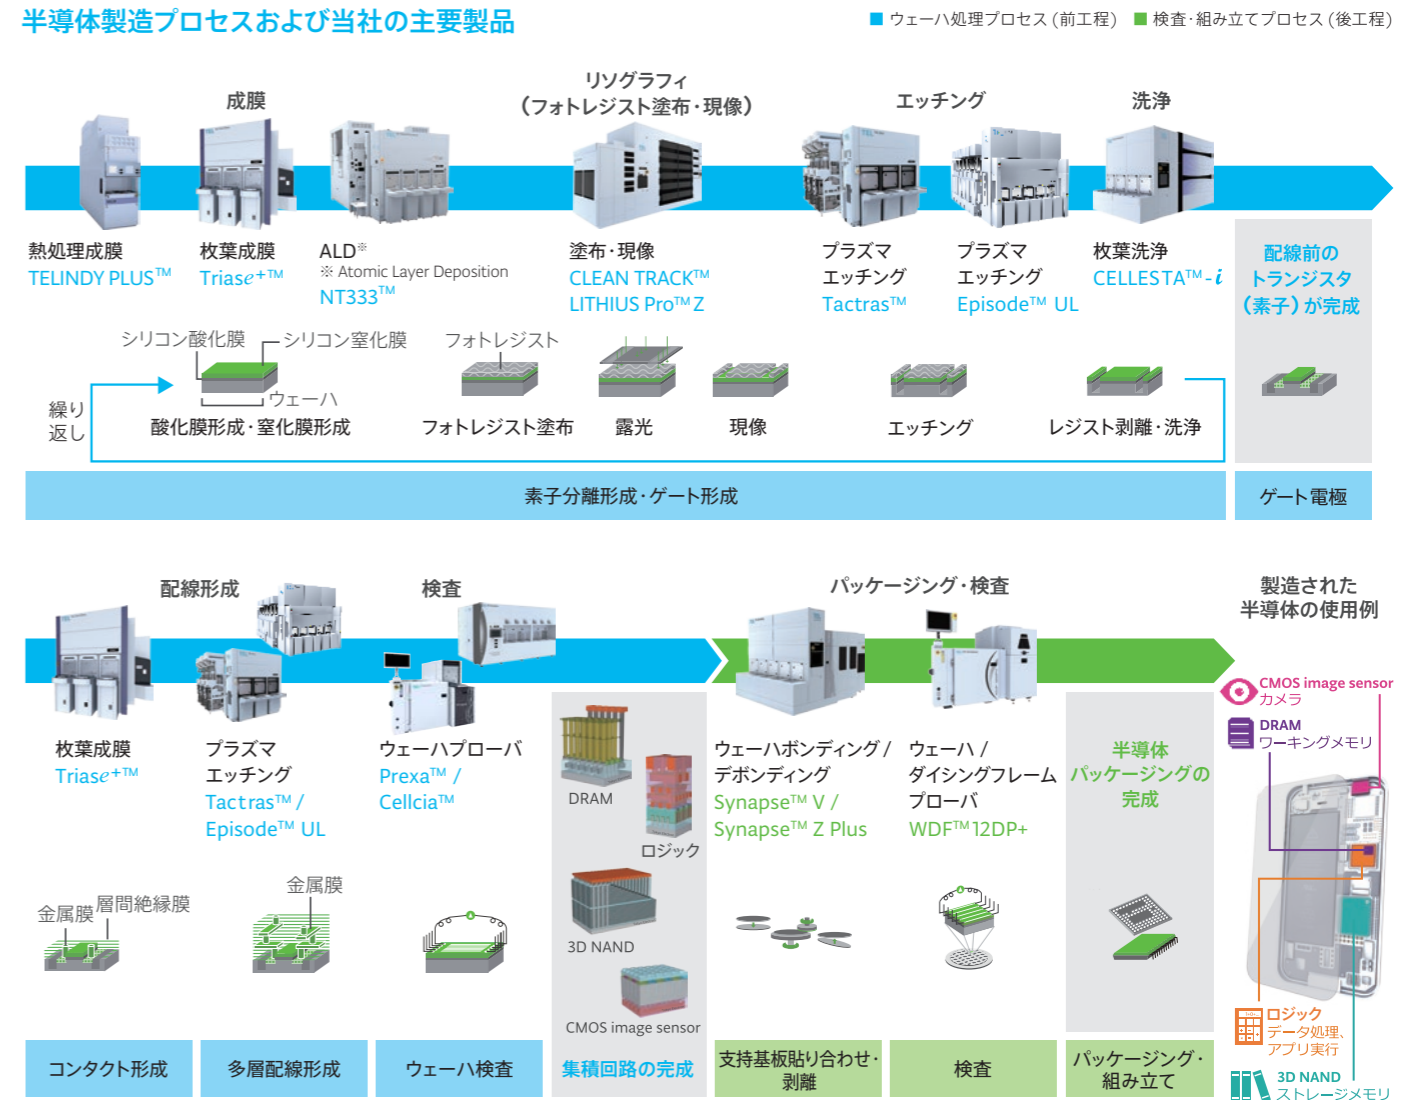 半導体製造プロセスおよび当社の主要製品
■ ウェーハ処理プロセス (前工程) ■ 検査・組み立てプロセス (後工程)
成膜
リソグラフィ
(フォトレジスト塗布・現像)
エッチング
洗浄
熱処理成膜
TELINDY PLUS™
枚葉成膜
Triase+™
ALD※
※ Atomic Layer Deposition
NT333™
塗布・現像
CLEAN TRACK™
LITHIUS Pro™ Z
プラズマ
エッチング
Tactras™
プラズマ
エッチング
Episode™ UL
枚葉洗浄
CELLESTA™-i
配線前の
トランジスタ
(素子) が完成
シリコン酸化膜
シリコン窒化膜
ウェーハ
フォトレジスト
繰り
返し
酸化膜形成・窒化膜形成
フォトレジスト塗布
露光
現像
エッチング
レジスト剥離・洗浄
素子分離形成・ゲート形成
ゲート電極
配線形成
検査
パッケージング・検査
製造された
半導体の使用例
枚葉成膜
Triase+™
プラズマ
エッチング
Tactras™ /
Episode™ UL
ウェーハプローバ
Prexa™ /
Cellcia™
DRAM
ロジック
3D NAND
CMOS image sensor
ウェーハボンディング /
デボンディング
Synapse™ V /
Synapse™ Z Plus
ウェーハ /
ダイシングフレーム
プローバ
WDF™ 12DP+
半導体
パッケージングの
完成
CMOS image sensor
カメラ
DRAM
ワーキングメモリ
金属膜
層間絶縁膜
金属膜
ロジック
データ処理、
アプリ実行
3D NAND
ストレージメモリ
コンタクト形成
多層配線形成
ウェーハ検査
集積回路の完成
支持基板貼り合わせ・
剥離
検査
パッケージング・
組み立て